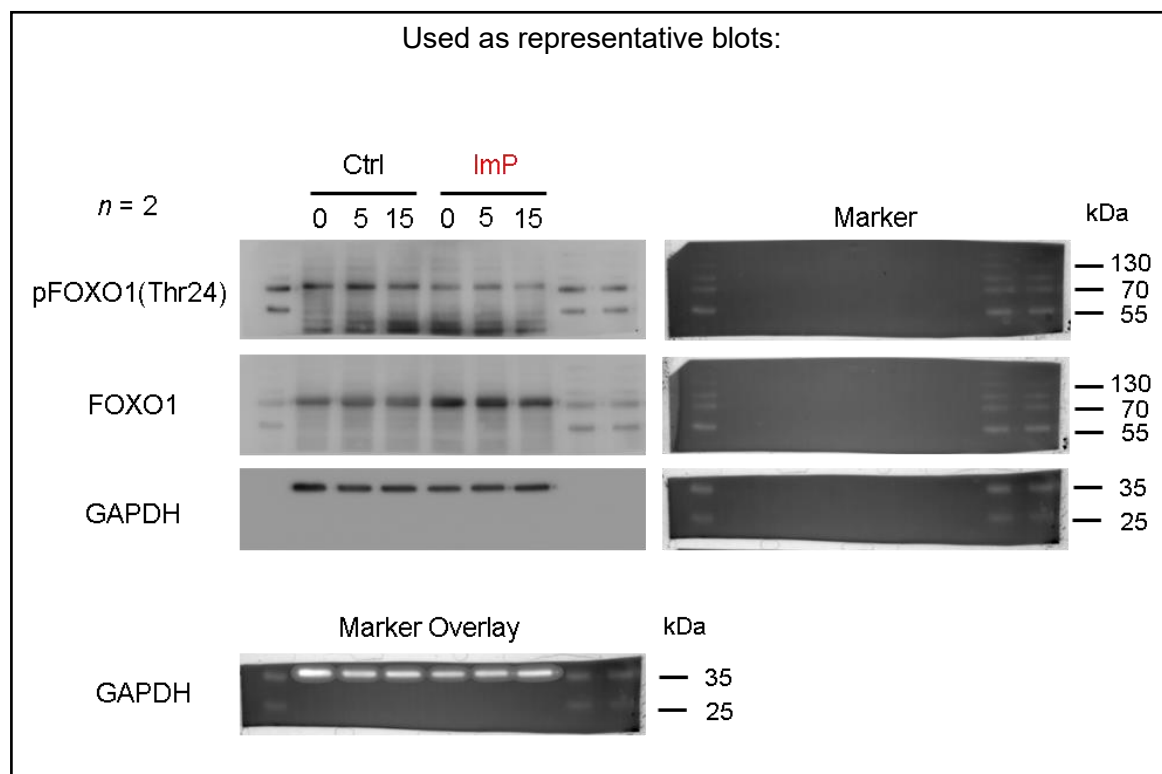 Used as representative blots:
Ctrl ImP
n = 2
0 5 15 0 5 15
Marker kDa
pFOXO1(Thr24)
130
70
55
FOXO1
130
70
55
GAPDH
35
25
Marker Overlay kDa
GAPDH
35
25